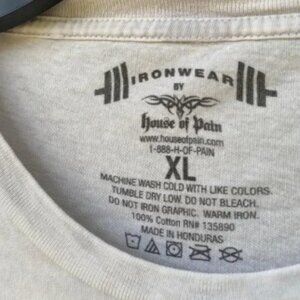 IRONWEAR
BY
House of Pain
www.houseofpain.com
1-888-H-OF-PAIN
XL
MACHINE WASH COLD WITH LIKE COLORS.
TUMBLE DRY LOW. DO NOT BLEACH.
DO NOT IRON GRAPHIC. WARM IRON.
100% Cotton RN# 135890
MADE IN HONDURAS